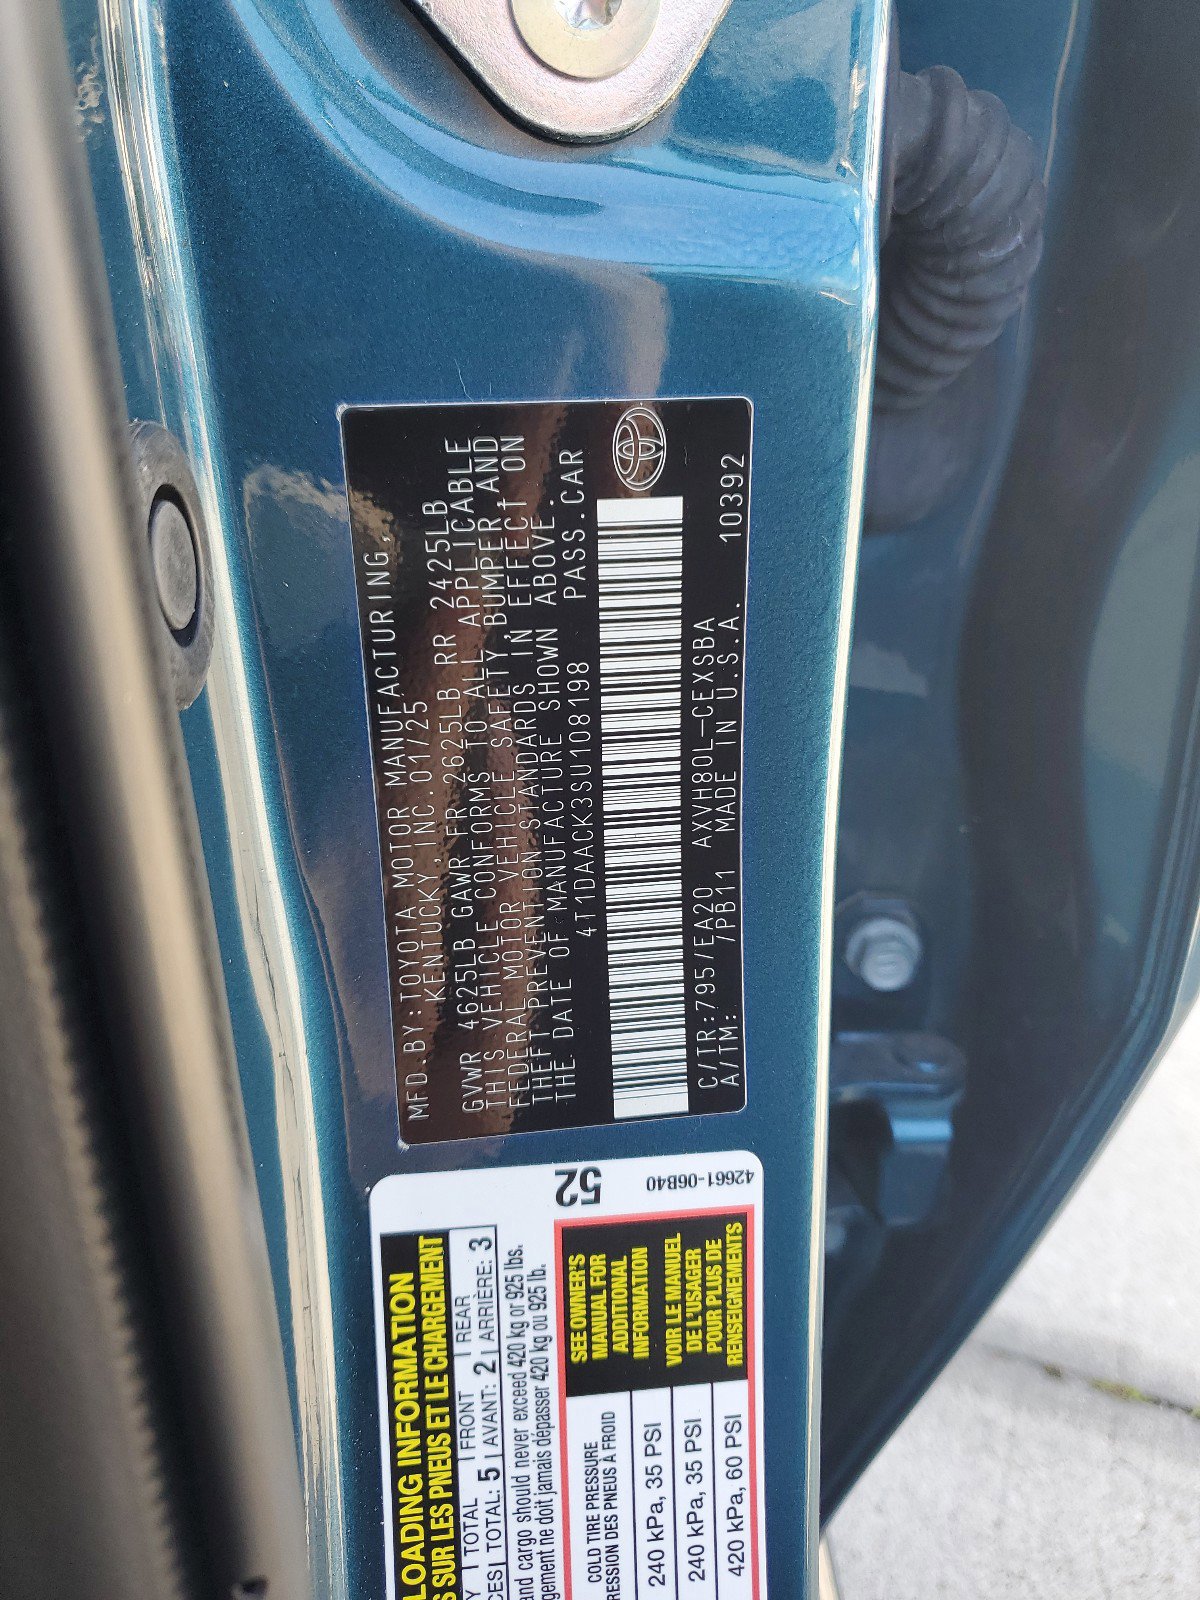 MFD.BY:TOYOTA MOTOR MANUFACTURING,
KENTUCKY,INC.01/25
GVWR 4625LB GAWR FR 2625LB RR 2425LB
THIS VEHICLE CONFORMS TO ALL APPLICABLE
FEDERAL MOTOR VEHICLE SAFETY,BUMPER AND
THEFT PREVENTION STANDARDS IN EFFECT ON
THE DATE OF MANUFACTURE SHOWN ABOVE.
4T1DAACK3SU108198 PASS.CAR
C/TR:795/EA20 AXVH80L-CEXSBA
A/TM: /PB11 MADE IN U.S.A. 10392
LOADING INFORMATION
SUR LES PNEUS ET LE CHARGEMENT
TOTAL FRONT REAR
TOTAL: 5 AVANT: 2 ARRIÈRE: 3
and cargo should never exceed 420 kg or 925 lbs.
ne doit jamais dépasser 420 kg ou 925 lb.
COLD TIRE PRESSURE
DES PNEUS À FROID
240 kPa, 35 PSI
240 kPa, 35 PSI
420 kPa, 60 PSI
SEE OWNER'S
MANUAL FOR
ADDITIONAL
INFORMATION
VOIR LE MANUEL
DE L'USAGER
POUR PLUS DE
RENSEIGNEMENTS
52
42661-06B40